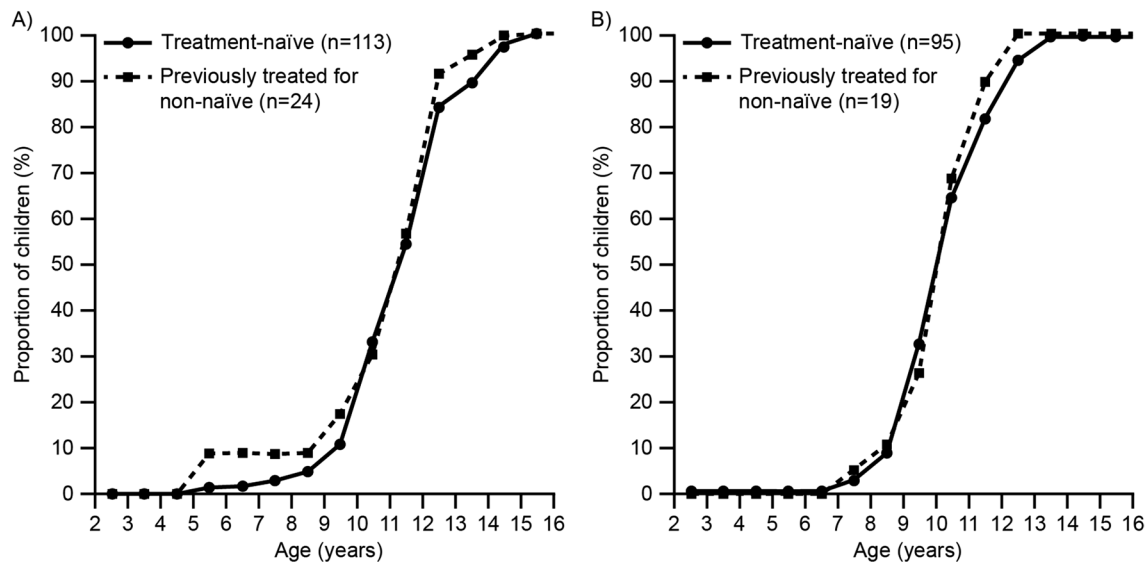 A)
Treatment-naïve (n=113)
Previously treated for
non-naïve (n=24)
Proportion of children (%)
100
90
80
70
60
50
40
30
20
10
0
2 3 4 5 6 7 8 9 10 11 12 13 14 15 16
Age (years)
B)
Treatment-naïve (n=95)
Previously treated for
non-naïve (n=19)
Proportion of children (%)
100
90
80
70
60
50
40
30
20
10
0
2 3 4 5 6 7 8 9 10 11 12 13 14 15 16
Age (years)